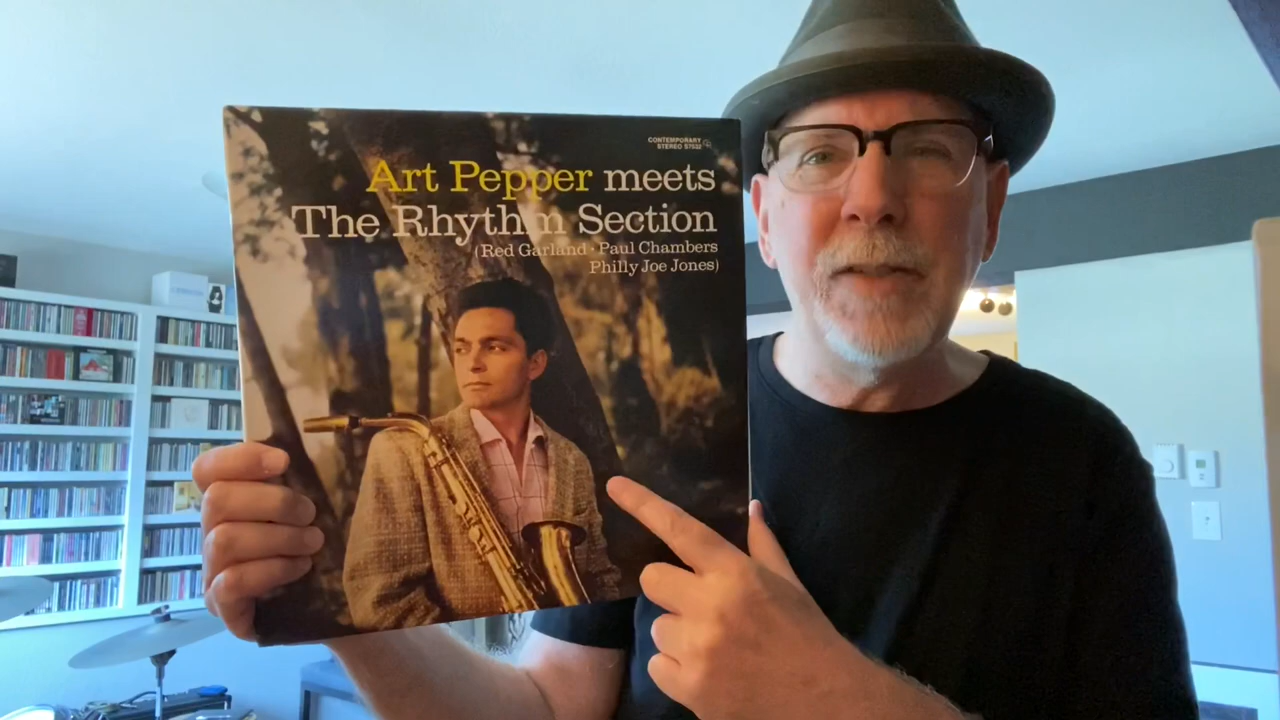 CONTEMPORARY
STEREO S7532
Art Pepper meets
The Rhythm Section
(Red Garland · Paul Chambers
Philly Joe Jones)